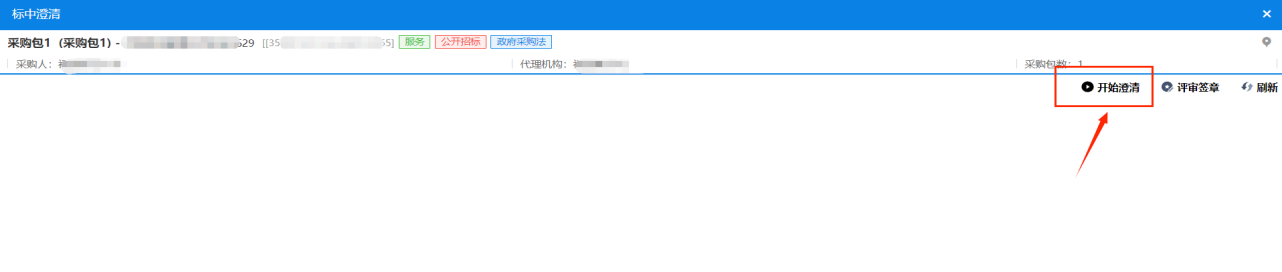 标中澄清
采购包1（采购包1）- 629 [[35 65] 服务 公开招标 政府采购法
采购人： 代理机构： 采购包数：1
开始澄清 评审签章 刷新